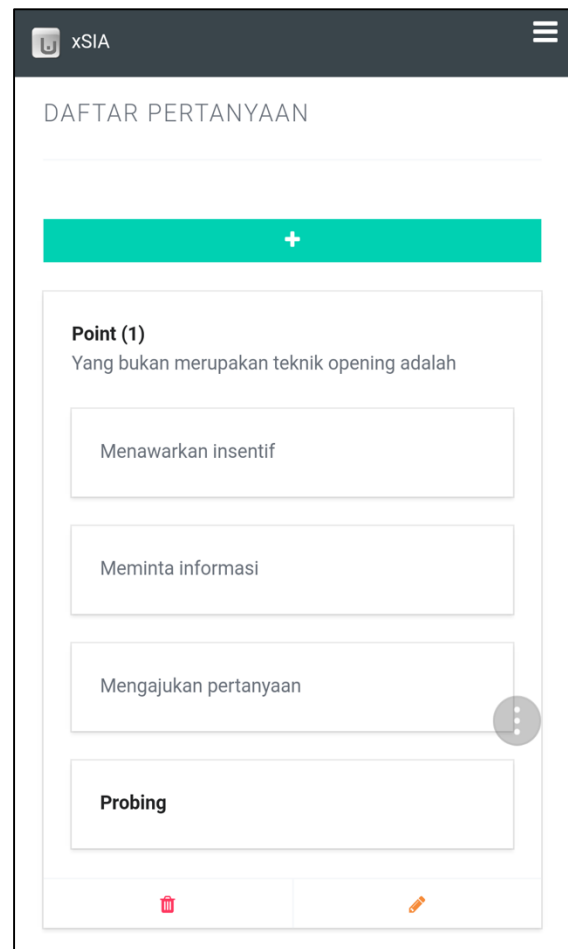 xSIA
DAFTAR PERTANYAAN
Point (1)
Yang bukan merupakan teknik opening adalah
Menawarkan insentif
Meminta informasi
Mengajukan pertanyaan
Probing